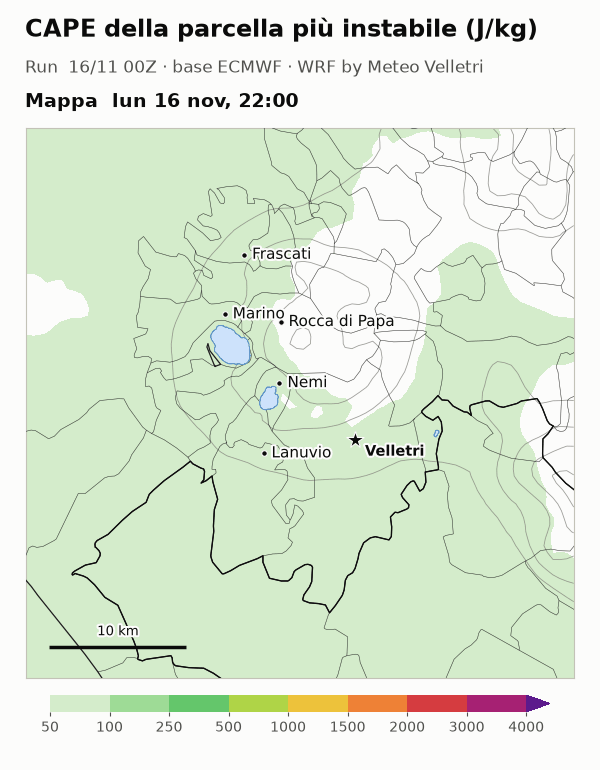 CAPE della parcella più instabile (J/kg)
Run  16/11 00Z · base ECMWF · WRF by Meteo Velletri
Mappa  lun 16 nov, 22:00
Frascati
Marino
Rocca di Papa
Nemi
Velletri
Lanuvio
10 km
50 100 250 500 1000 1500 2000 3000 4000